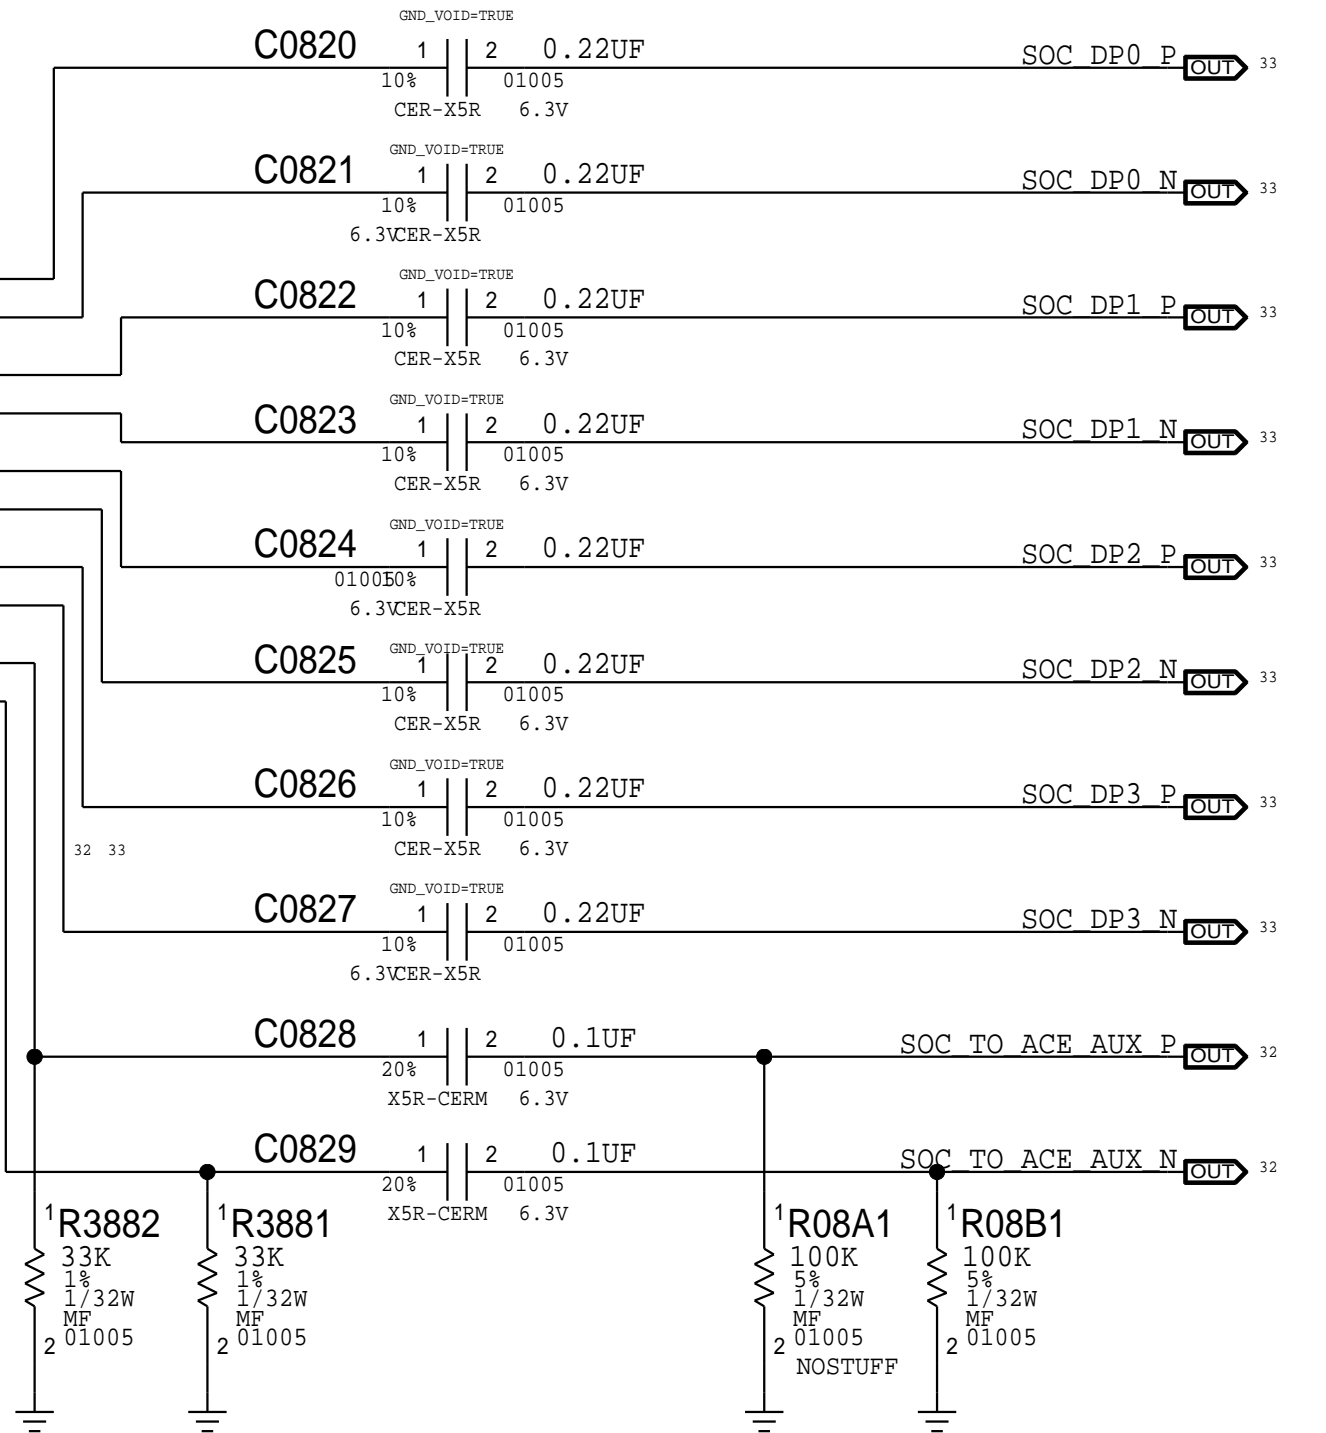 GND_VOID=TRUE
C0820 1 2 0.22UF SOC_DP0_P OUT 33
10% 01005
CER-X5R 6.3V
GND_VOID=TRUE
C0821 1 2 0.22UF SOC_DP0_N OUT 33
10% 01005
6.3V CER-X5R
GND_VOID=TRUE
C0822 1 2 0.22UF SOC_DP1_P OUT 33
10% 01005
CER-X5R 6.3V
GND_VOID=TRUE
C0823 1 2 0.22UF SOC_DP1_N OUT 33
10% 01005
CER-X5R 6.3V
GND_VOID=TRUE
C0824 1 2 0.22UF SOC_DP2_P OUT 33
01005 10%
6.3V CER-X5R
GND_VOID=TRUE
C0825 1 2 0.22UF SOC_DP2_N OUT 33
10% 01005
CER-X5R 6.3V
GND_VOID=TRUE
C0826 1 2 0.22UF SOC_DP3_P OUT 33
10% 01005
CER-X5R 6.3V
32 33
GND_VOID=TRUE
C0827 1 2 0.22UF SOC_DP3_N OUT 33
10% 01005
6.3V CER-X5R
C0828 1 2 0.1UF SOC_TO_ACE_AUX_P OUT 32
20% 01005
X5R-CERM 6.3V
C0829 1 2 0.1UF SOC_TO_ACE_AUX_N OUT 32
20% 01005
X5R-CERM 6.3V
1 R3882 1 R3881 1 R08A1 1 R08B1
33K 33K 100K 100K
1% 1% 5% 5%
1/32W 1/32W 1/32W 1/32W
MF MF MF MF
2 01005 2 01005 2 01005 2 01005
NOSTUFF